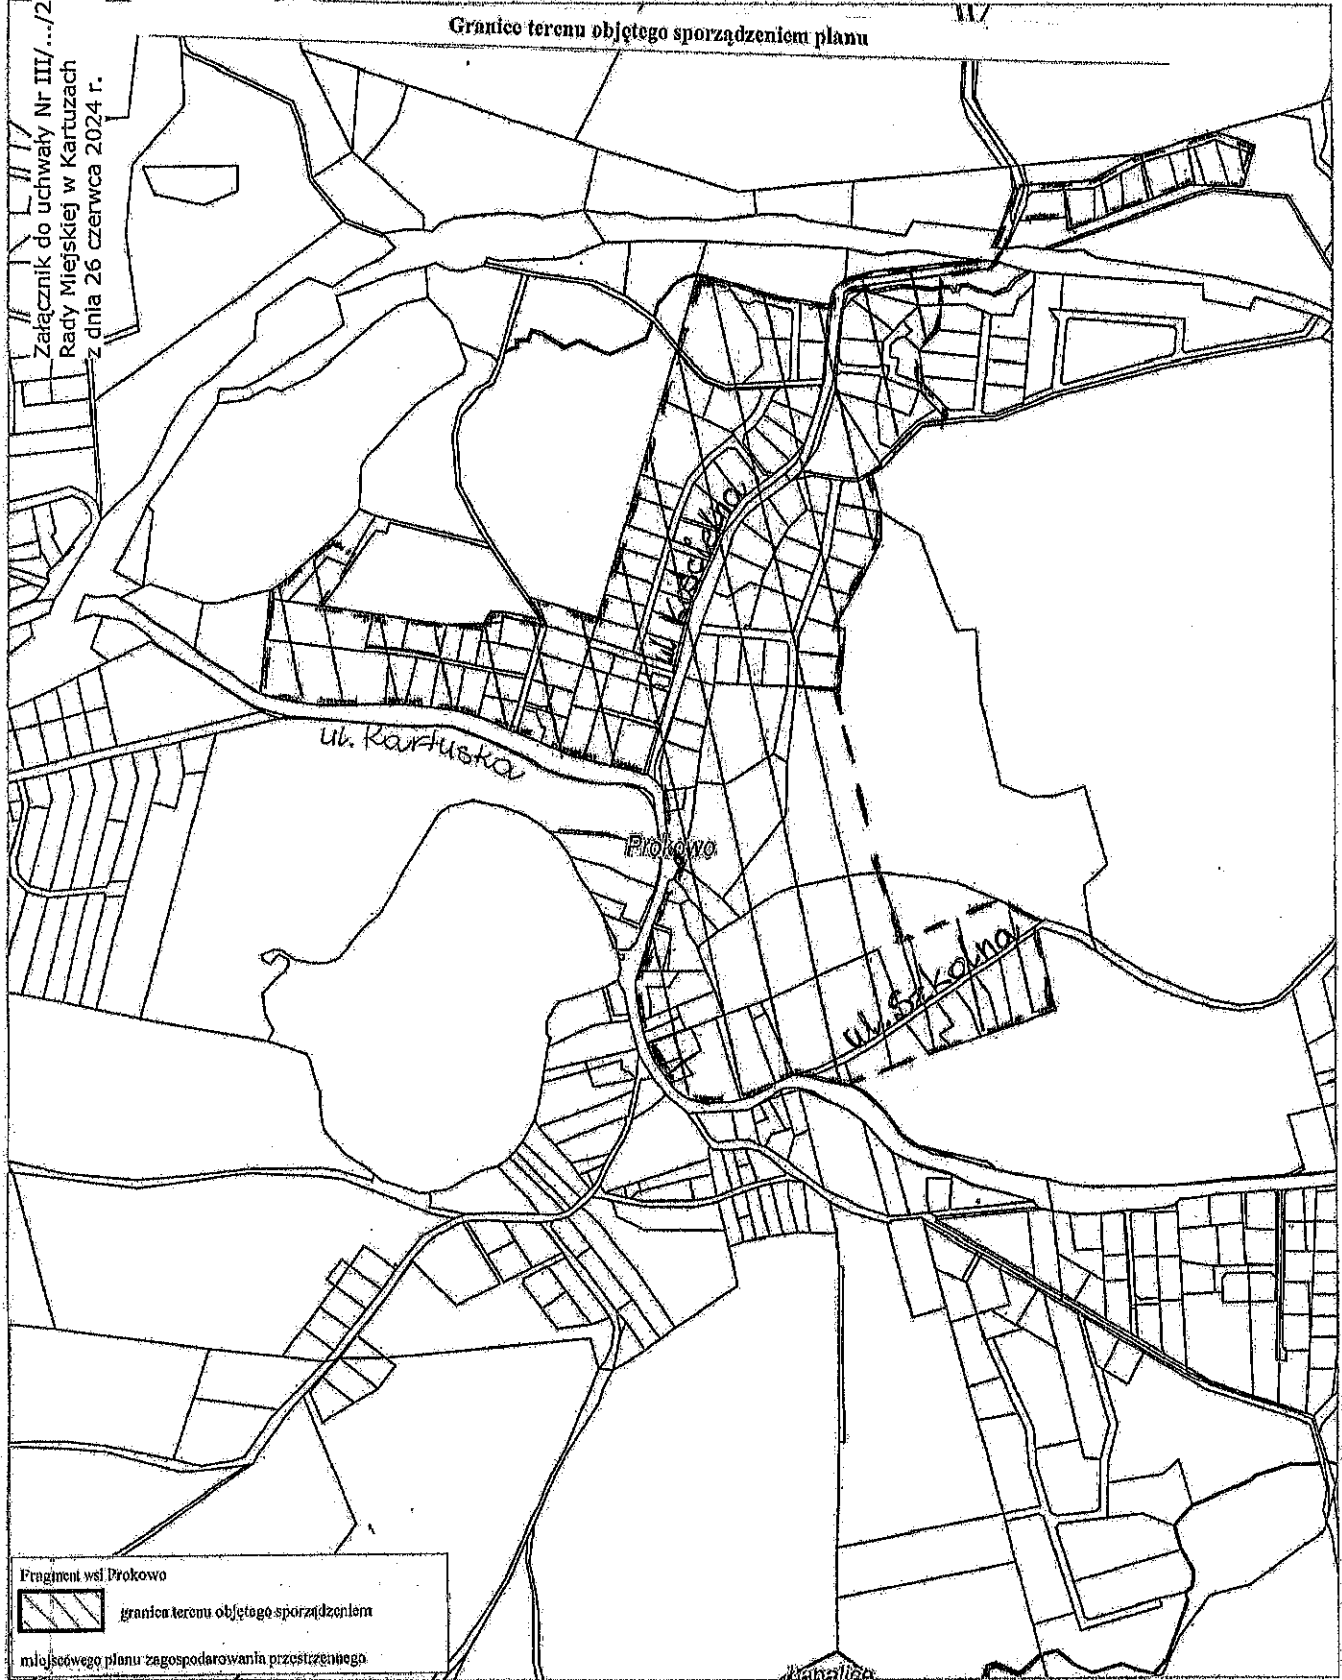 Granice terenu objętego sporządzeniem planu
Załącznik do uchwały Nr III/.../2
Rady Miejskiej w Kartuzach
z dnia 26 czerwca 2024 r.
ul. Kościelna
ul. Kartuska
Prokowo
ul. Szkolna
Fragment wsi Prokowo
granica terenu objętego sporządzeniem
miejscowego planu zagospodarowania przestrzennego